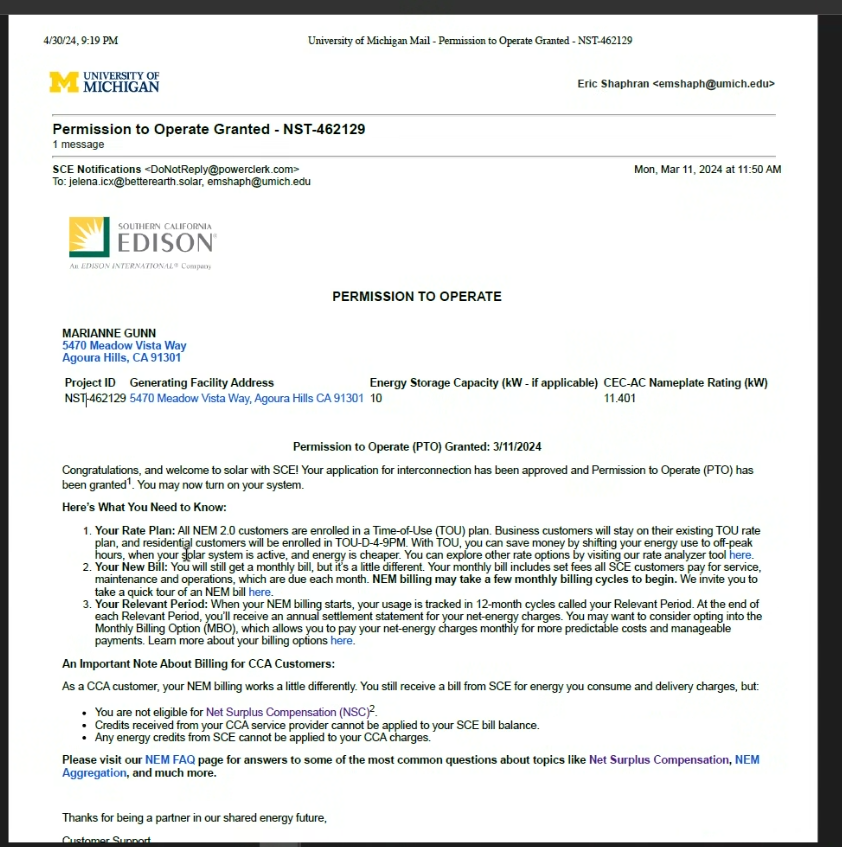 4/30/24, 9:19 PM University of Michigan Mail - Permission to Operate Granted - NST-462129
M UNIVERSITY OF
MICHIGAN
Eric Shaphran <emshaph@umich.edu>
Permission to Operate Granted - NST-462129
1 message
SCE Notifications <DoNotReply@powerclerk.com> Mon, Mar 11, 2024 at 11:50 AM
To: jelena.icx@betterearth.solar, emshaph@umich.edu
SOUTHERN CALIFORNIA
EDISON®
An EDISON INTERNATIONAL® Company
PERMISSION TO OPERATE
MARIANNE GUNN
5470 Meadow Vista Way
Agoura Hills, CA 91301
Project ID Generating Facility Address Energy Storage Capacity (kW - if applicable) CEC-AC Nameplate Rating (kW)
NST-462129 5470 Meadow Vista Way, Agoura Hills CA 91301 10 11.401
Permission to Operate (PTO) Granted: 3/11/2024
Congratulations, and welcome to solar with SCE! Your application for interconnection has been approved and Permission to Operate (PTO) has
been granted1. You may now turn on your system.
Here's What You Need to Know:
1. Your Rate Plan: All NEM 2.0 customers are enrolled in a Time-of-Use (TOU) plan. Business customers will stay on their existing TOU rate
plan, and residential customers will be enrolled in TOU-D-4-9PM. With TOU, you can save money by shifting your energy use to off-peak
hours, when your solar system is active, and energy is cheaper. You can explore other rate options by visiting our rate analyzer tool here.
2. Your New Bill: You will still get a monthly bill, but it's a little different. Your monthly bill includes set fees all SCE customers pay for service,
maintenance and operations, which are due each month. NEM billing may take a few monthly billing cycles to begin. We invite you to
take a quick tour of an NEM bill here.
3. Your Relevant Period: When your NEM billing starts, your usage is tracked in 12-month cycles called your Relevant Period. At the end of
each Relevant Period, you'll receive an annual settlement statement for your net-energy charges. You may want to consider opting into the
Monthly Billing Option (MBO), which allows you to pay your net-energy charges monthly for more predictable costs and manageable
payments. Learn more about your billing options here.
An Important Note About Billing for CCA Customers:
As a CCA customer, your NEM billing works a little differently. You still receive a bill from SCE for energy you consume and delivery charges, but:
• You are not eligible for Net Surplus Compensation (NSC)2.
• Credits received from your CCA service provider cannot be applied to your SCE bill balance.
• Any energy credits from SCE cannot be applied to your CCA charges.
Please visit our NEM FAQ page for answers to some of the most common questions about topics like Net Surplus Compensation, NEM
Aggregation, and much more.
Thanks for being a partner in our shared energy future,
Customer Support